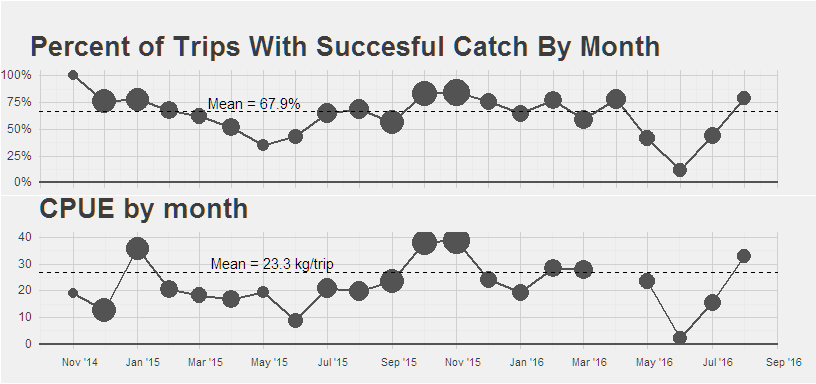 Percent of Trips With Succesful Catch By Month
100%
75%
Mean = 67.9%
50%
25%
0%
CPUE by month
40
30
Mean = 23.3 kg/trip
20
10
0
Nov '14 Jan '15 Mar '15 May '15 Jul '15 Sep '15 Nov '15 Jan '16 Mar '16 May '16 Jul '16 Sep '16